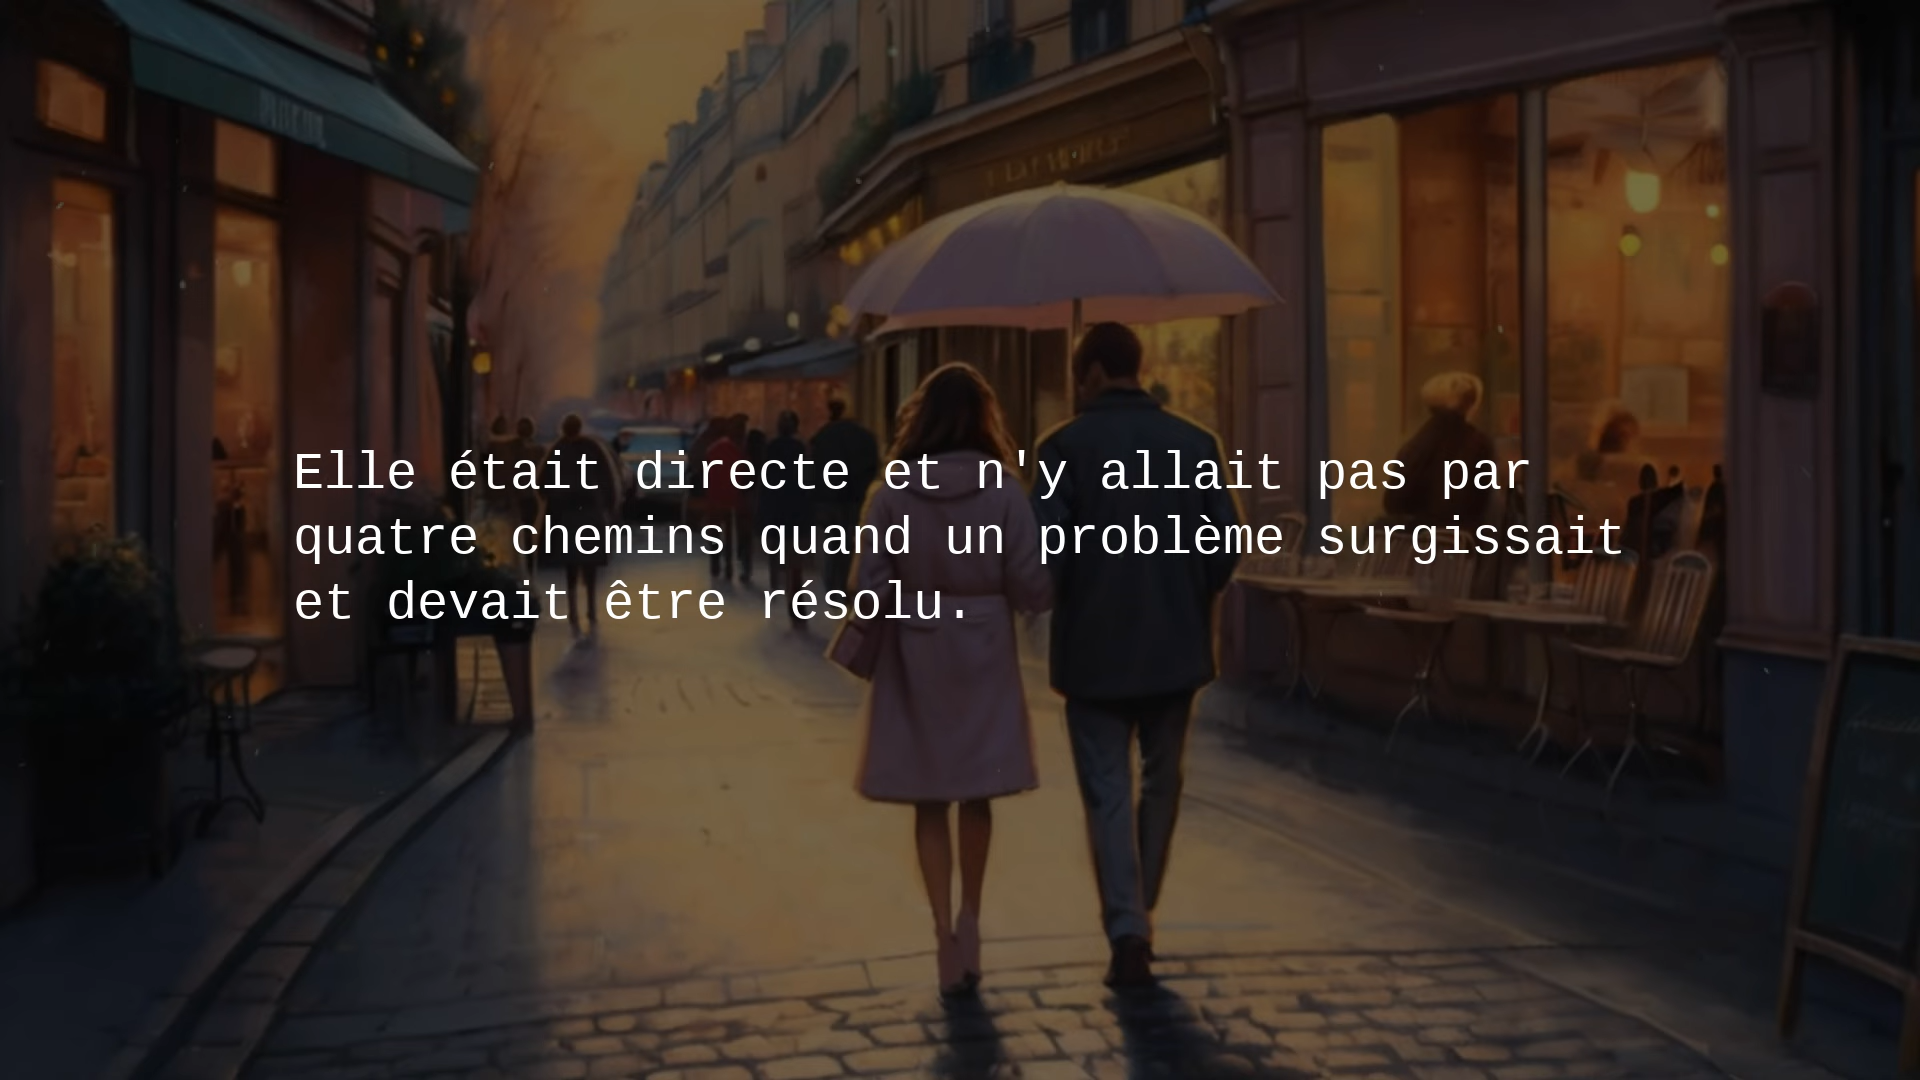 Elle était directe et n'y allait pas par
quatre chemins quand un problème surgissait
et devait être résolu.